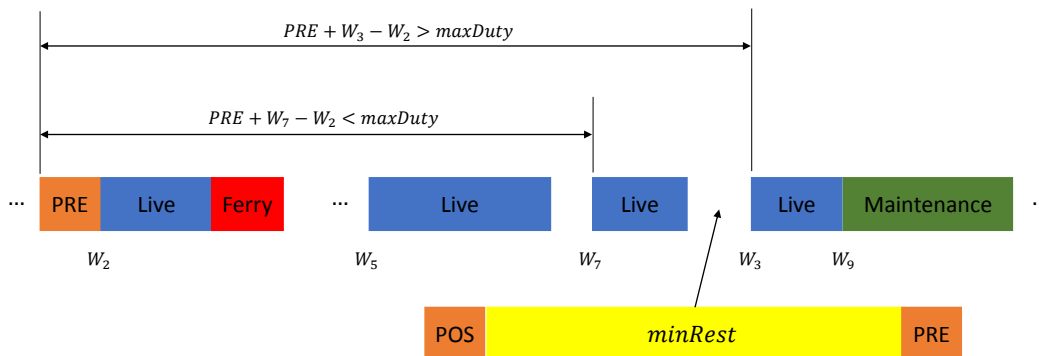 PRE + W₃ − W₂ > maxDuty
PRE + W₇ − W₂ < maxDuty
... PRE Live Ferry ... Live Live Live Maintenance .
W₂ W₅ W₇ W₃ W₉
POS minRest PRE